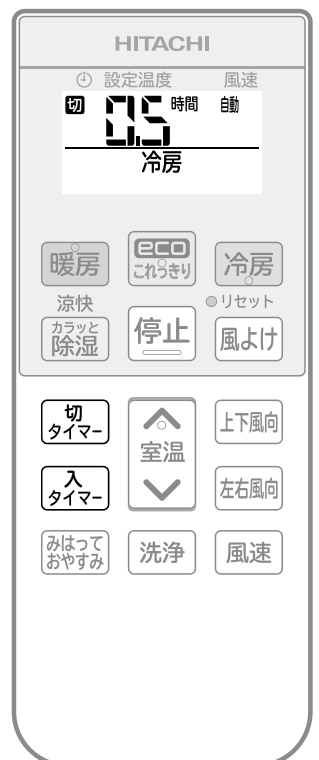 HITACHI
設定温度 風速
切 0.5 時間 自動
冷房
暖房 eco これっきり 冷房
涼快 リセット
カラッと除湿 停止 風よけ
切タイマー 室温 上下風向
入タイマー 左右風向
みはっておやすみ 洗浄 風速